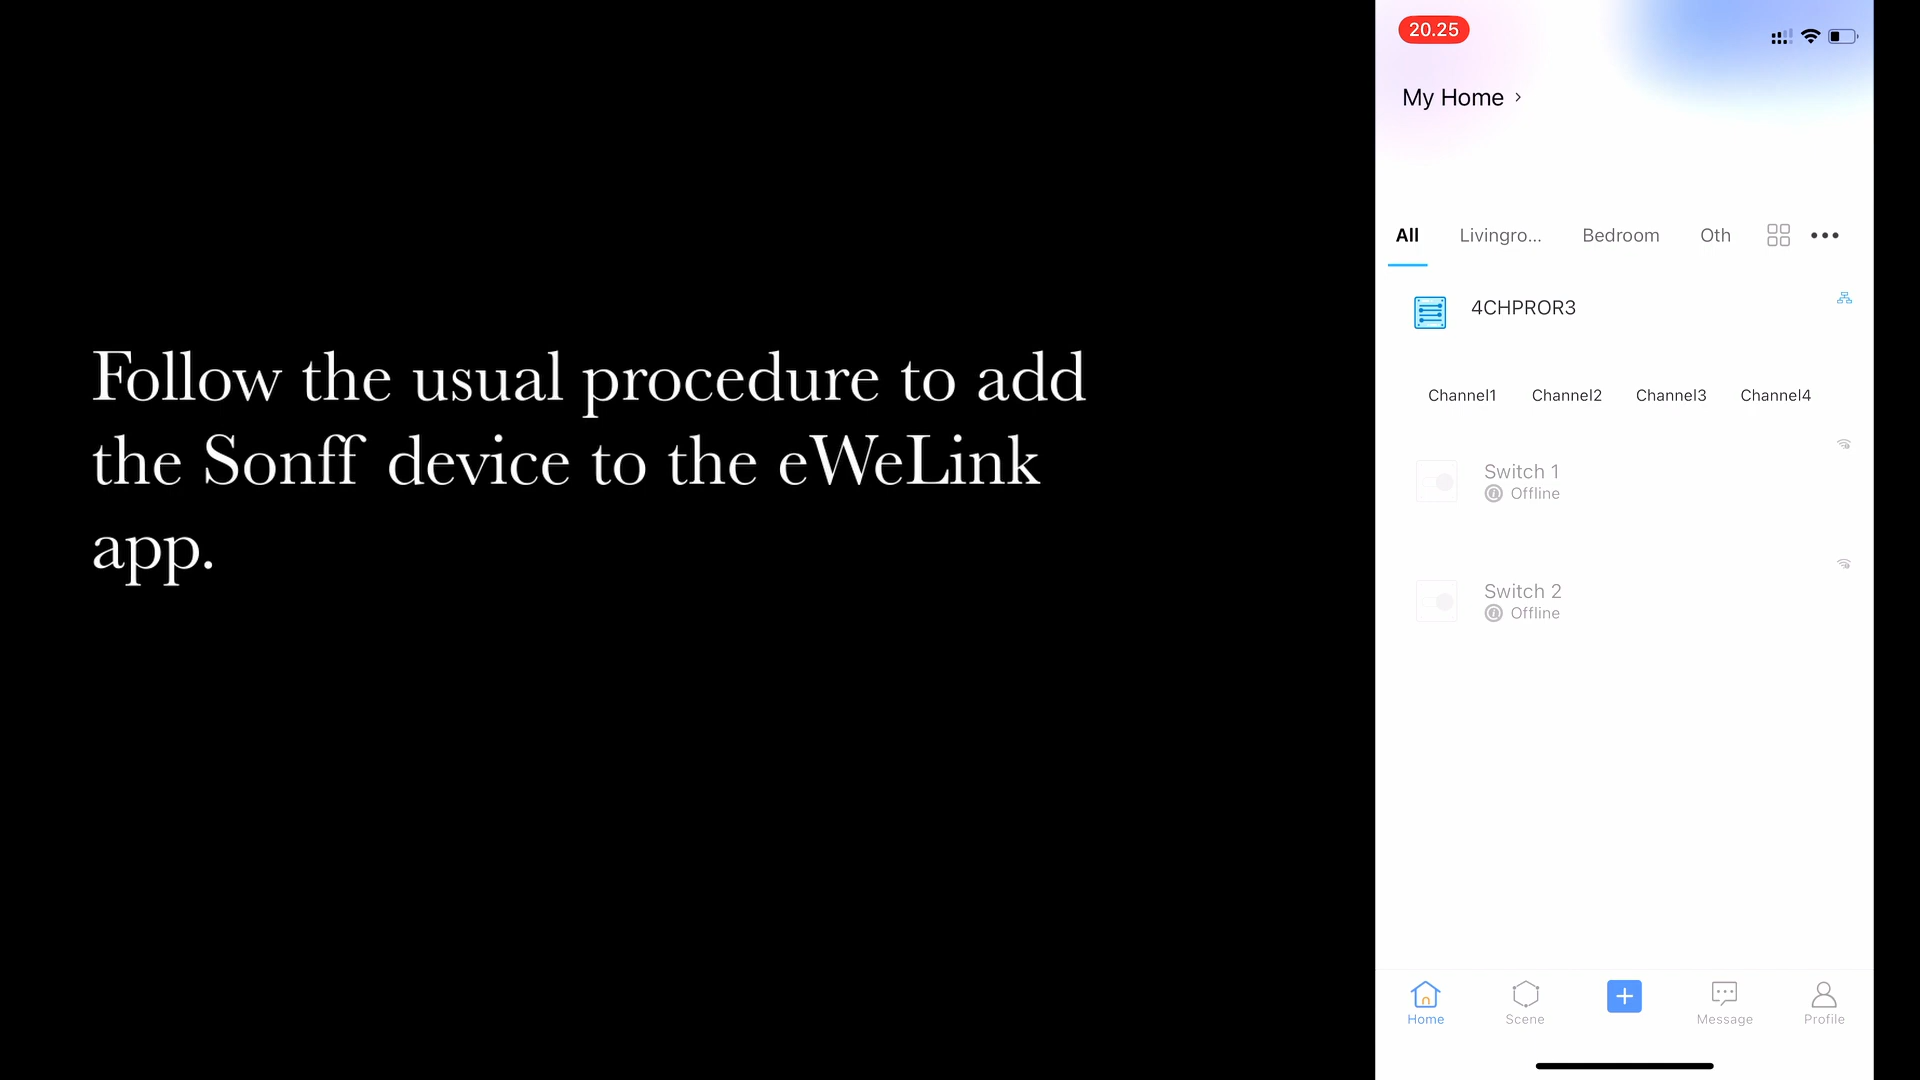 Follow the usual procedure to add
the Sonff device to the eWeLink
app.
20.25
My Home
All Livingro... Bedroom Oth
4CHPROR3
Channel1 Channel2 Channel3 Channel4
Switch 1
Offline
Switch 2
Offline
Home Scene Message Profile